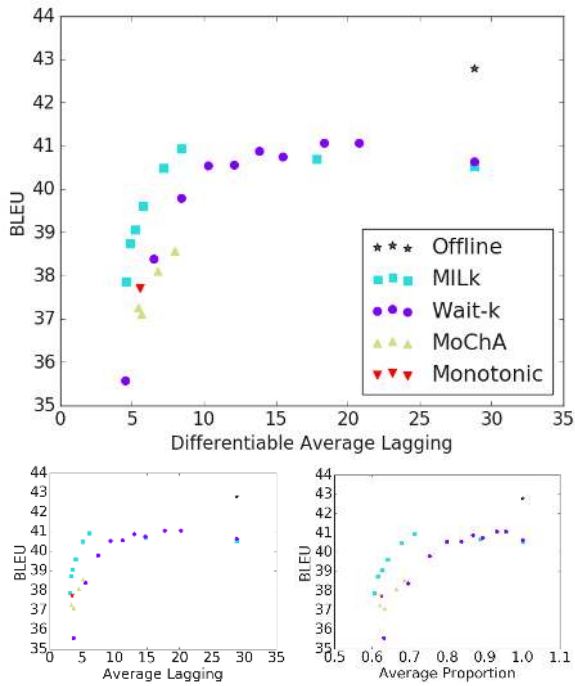 44
43
42
41
40
39
38
37
36
35
BLEU
Offline
MILk
Wait-k
MoChA
Monotonic
0 5 10 15 20 25 30 35
Differentiable Average Lagging
44
43
42
41
40
39
38
37
36
35
BLEU
0 5 10 15 20 25 30 35
Average Lagging
44
43
42
41
40
39
38
37
36
35
BLEU
0.5 0.6 0.7 0.8 0.9 1.0 1.1
Average Proportion